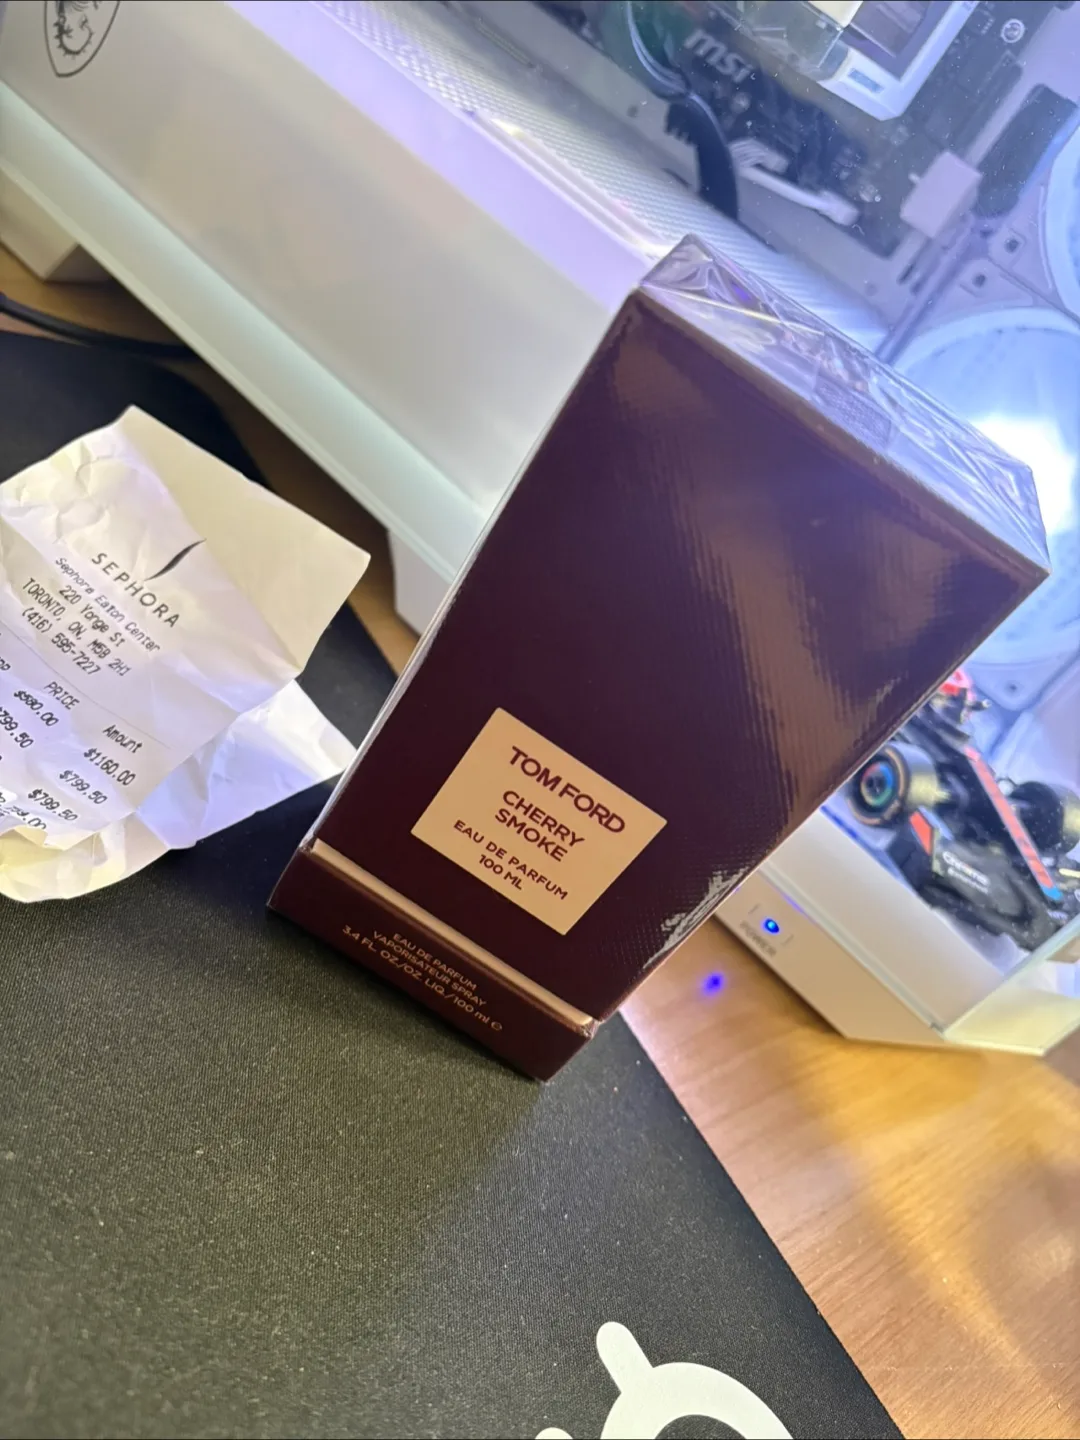 msi
SEPHORA
Sephora Eaton Center
220 Yonge St
TORONTO, ON, M5B 2H1
(416) 595-7227
PRICE Amount
$580.00 $1160.00
799.50 $799.50
$799.50
TOM FORD
CHERRY
SMOKE
EAU DE PARFUM
100 ML
EAU DE PARFUM
VAPORISATEUR SPRAY
3.4 FL. OZ/OZ. LIQ/100 ml e
chrome
POWER